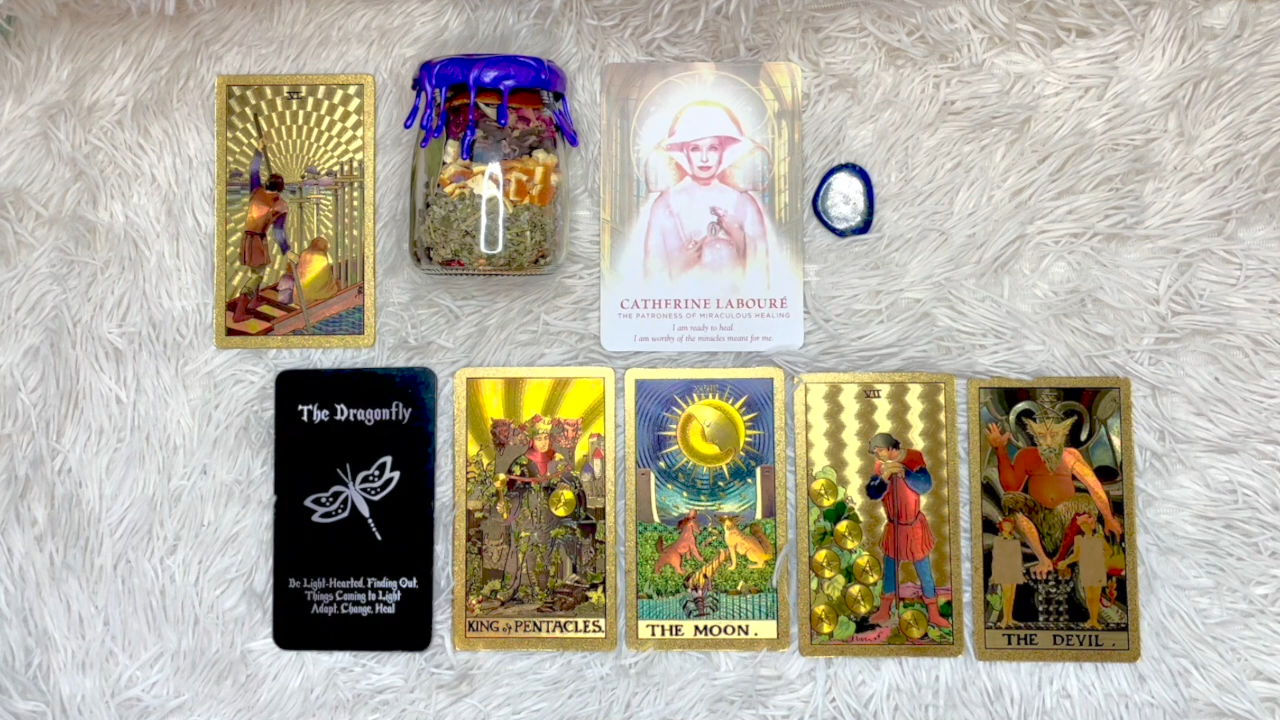 VI
CATHERINE LABOURÉ
THE PATRONESS OF MIRACULOUS HEALING
I am ready to heal
I am worthy of the miracles meant for me.
The Dragonfly
Be Light-Hearted, Finding Out,
Things Coming to Light
Adapt, Change, Heal
KING of PENTACLES.
THE MOON.
VII
THE DEVIL.